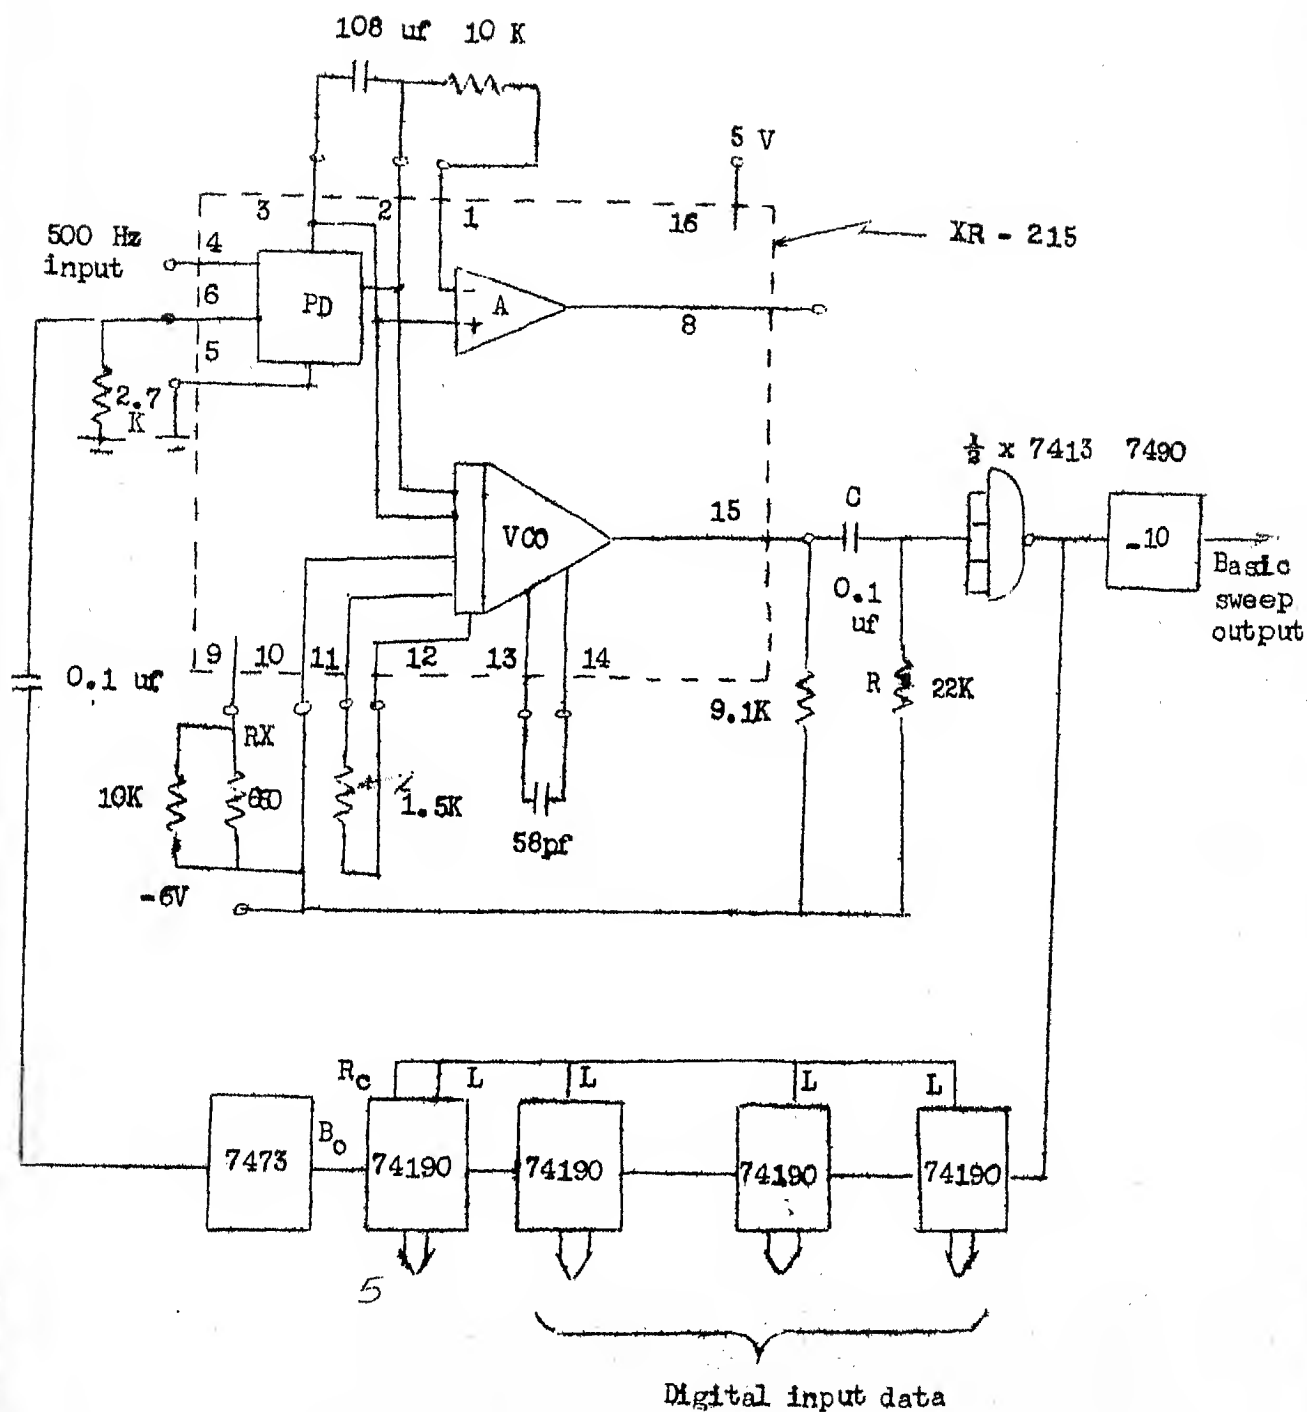 108 uf 10 K
5 V
3 2 1 16
XR - 215
500 Hz
input
4
6
5
PD
A
-
+
8
2.7
K
½ x 7413 7490
15
C
VCO
-10
0.1
uf
Basic
sweep
output
9 10 11 12 13 14
0.1 uf
R 22K
9.1K
RX
10K
1.5K
58pf
-6V
Rc L L L L
7473 Bo 74190 74190 74190 74190
5
Digital input data